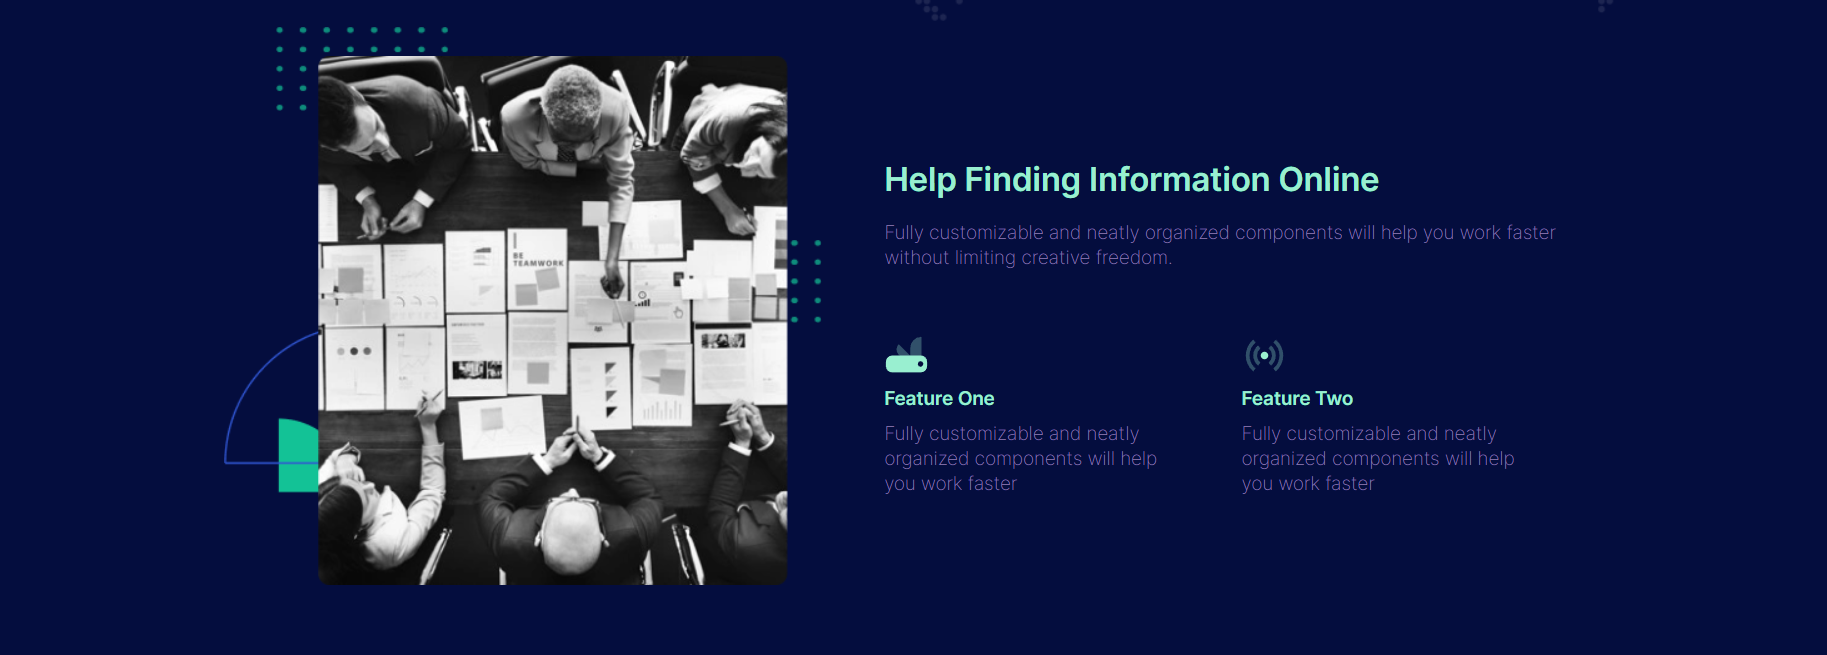 BE
TEAMWORK
Help Finding Information Online
Fully customizable and neatly organized components will help you work faster
without limiting creative freedom.
Feature One
Fully customizable and neatly
organized components will help
you work faster
Feature Two
Fully customizable and neatly
organized components will help
you work faster